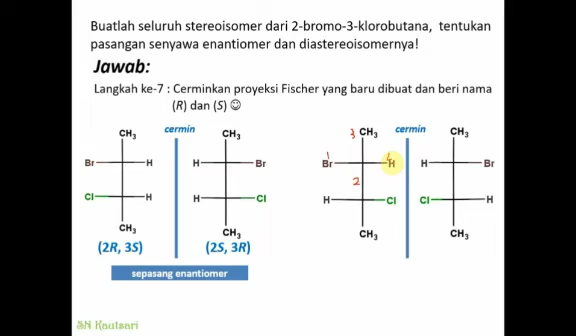 Buatlah seluruh stereoisomer dari 2-bromo-3-klorobutana, tentukan
pasangan senyawa enantiomer dan diastereoisomernya!
Jawab:
Langkah ke-7 : Cerminkan proyeksi Fischer yang baru dibuat dan beri nama
(R) dan (S) ☺
CH3 cermin CH3 3 CH3 cermin CH3
1 4
Br H H Br Br H H Br
2
Cl H H Cl H Cl Cl H
CH3 CH3 CH3 CH3
(2R, 3S) (2S, 3R)
sepasang enantiomer
SN Kautsari